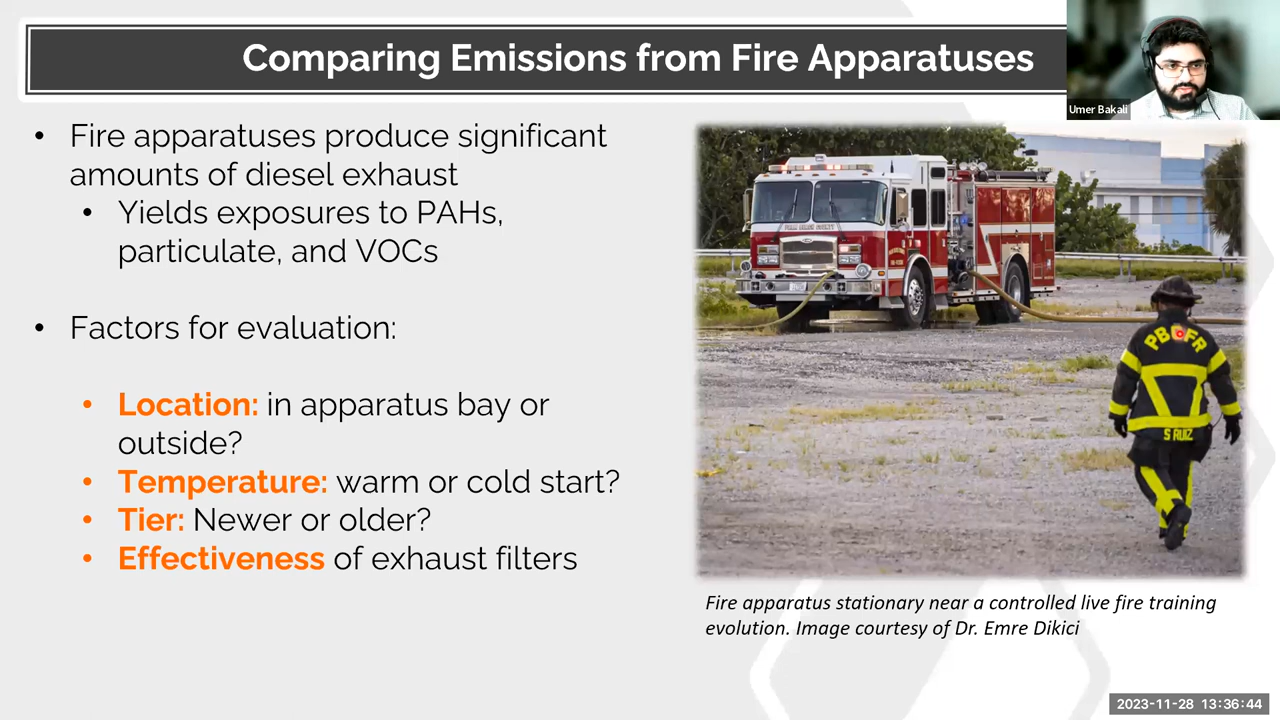 Comparing Emissions from Fire Apparatuses
Umer Bakali
• Fire apparatuses produce significant
amounts of diesel exhaust
• Yields exposures to PAHs,
particulate, and VOCs
• Factors for evaluation:
• Location: in apparatus bay or
outside?
• Temperature: warm or cold start?
• Tier: Newer or older?
• Effectiveness of exhaust filters
PBCFR
S RUIZ
Fire apparatus stationary near a controlled live fire training
evolution. Image courtesy of Dr. Emre Dikici
2023-11-28 13:36:44